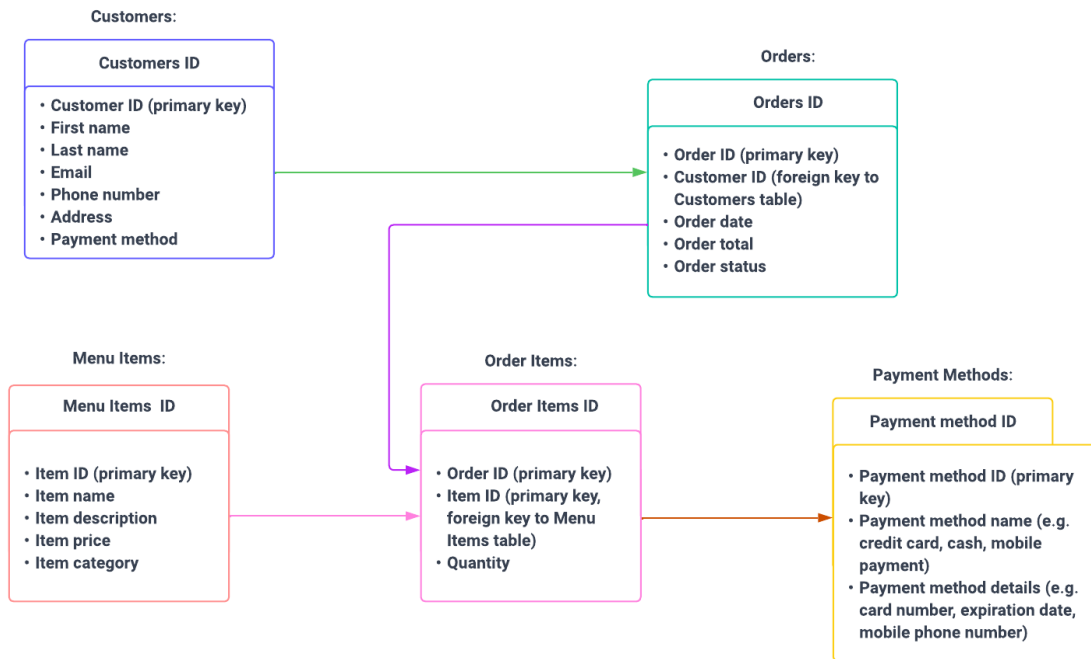 Customers:
Customers ID
• Customer ID (primary key)
• First name
• Last name
• Email
• Phone number
• Address
• Payment method
Orders:
Orders ID
• Order ID (primary key)
• Customer ID (foreign key to
Customers table)
• Order date
• Order total
• Order status
Menu Items:
Menu Items ID
• Item ID (primary key)
• Item name
• Item description
• Item price
• Item category
Order Items:
Order Items ID
• Order ID (primary key)
• Item ID (primary key,
foreign key to Menu
Items table)
• Quantity
Payment Methods:
Payment method ID
• Payment method ID (primary
key)
• Payment method name (e.g.
credit card, cash, mobile
payment)
• Payment method details (e.g.
card number, expiration date,
mobile phone number)